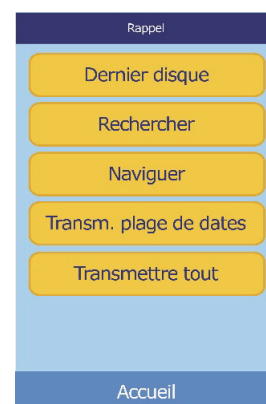 Rappel
Dernier disque
Rechercher
Naviguer
Transm. plage de dates
Transmettre tout
Accueil